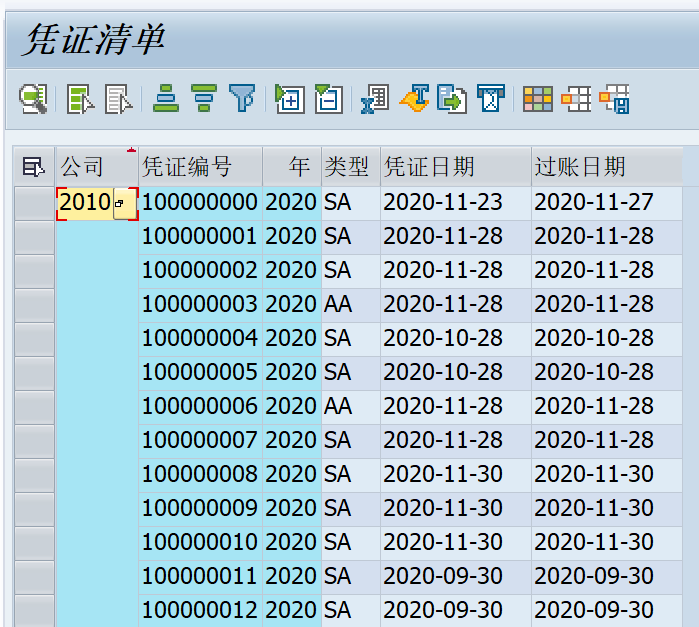 凭证清单
公司 凭证编号 年 类型 凭证日期 过账日期
2010 100000000 2020 SA 2020-11-23 2020-11-27
100000001 2020 SA 2020-11-28 2020-11-28
100000002 2020 SA 2020-11-28 2020-11-28
100000003 2020 AA 2020-11-28 2020-11-28
100000004 2020 SA 2020-10-28 2020-10-28
100000005 2020 SA 2020-10-28 2020-10-28
100000006 2020 AA 2020-11-28 2020-11-28
100000007 2020 SA 2020-11-28 2020-11-28
100000008 2020 SA 2020-11-30 2020-11-30
100000009 2020 SA 2020-11-30 2020-11-30
100000010 2020 SA 2020-11-30 2020-11-30
100000011 2020 SA 2020-09-30 2020-09-30
100000012 2020 SA 2020-09-30 2020-09-30